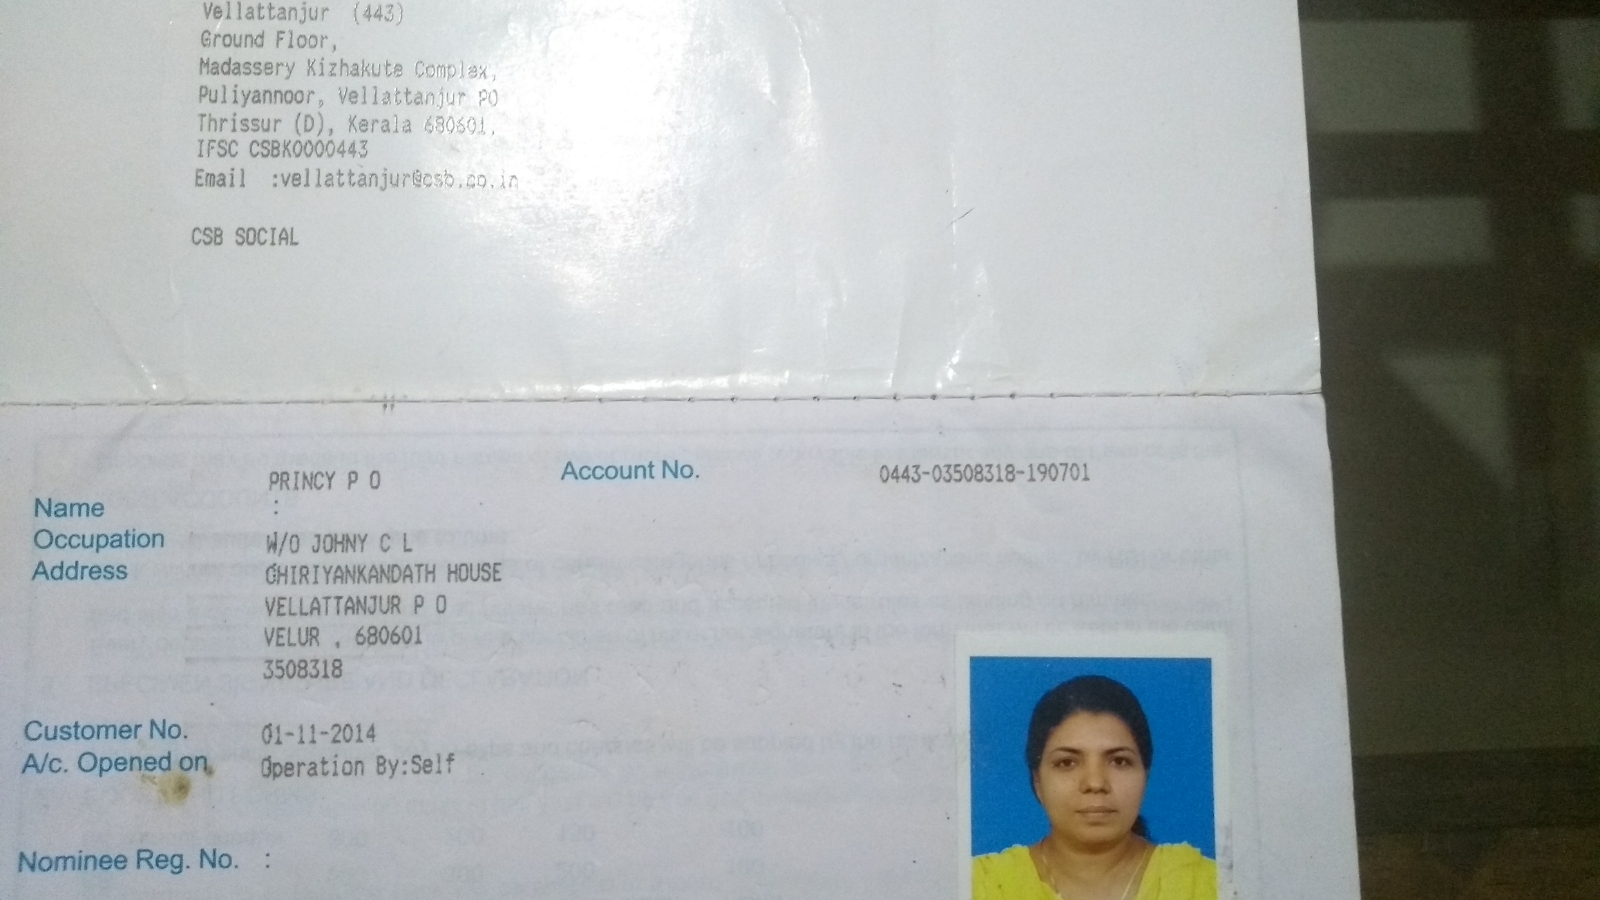 Vellattanjur (443)
Ground Floor,
Madassery Kizhakute Complex,
Puliyannoor, Vellattanjur PO
Thrissur (D), Kerala 680601.
IFSC CSBK0000443
Email :vellattanjur@csb.co.in
CSB SOCIAL
PRINCY P O
Account No. 0443-03508318-190701
Name :
Occupation W/O JOHNY C L
Address CHIRIYANKANDATH HOUSE
VELLATTANJUR P O
VELUR , 680601
3508318
Customer No. 01-11-2014
A/c. Opened on Operation By:Self
Nominee Reg. No. :